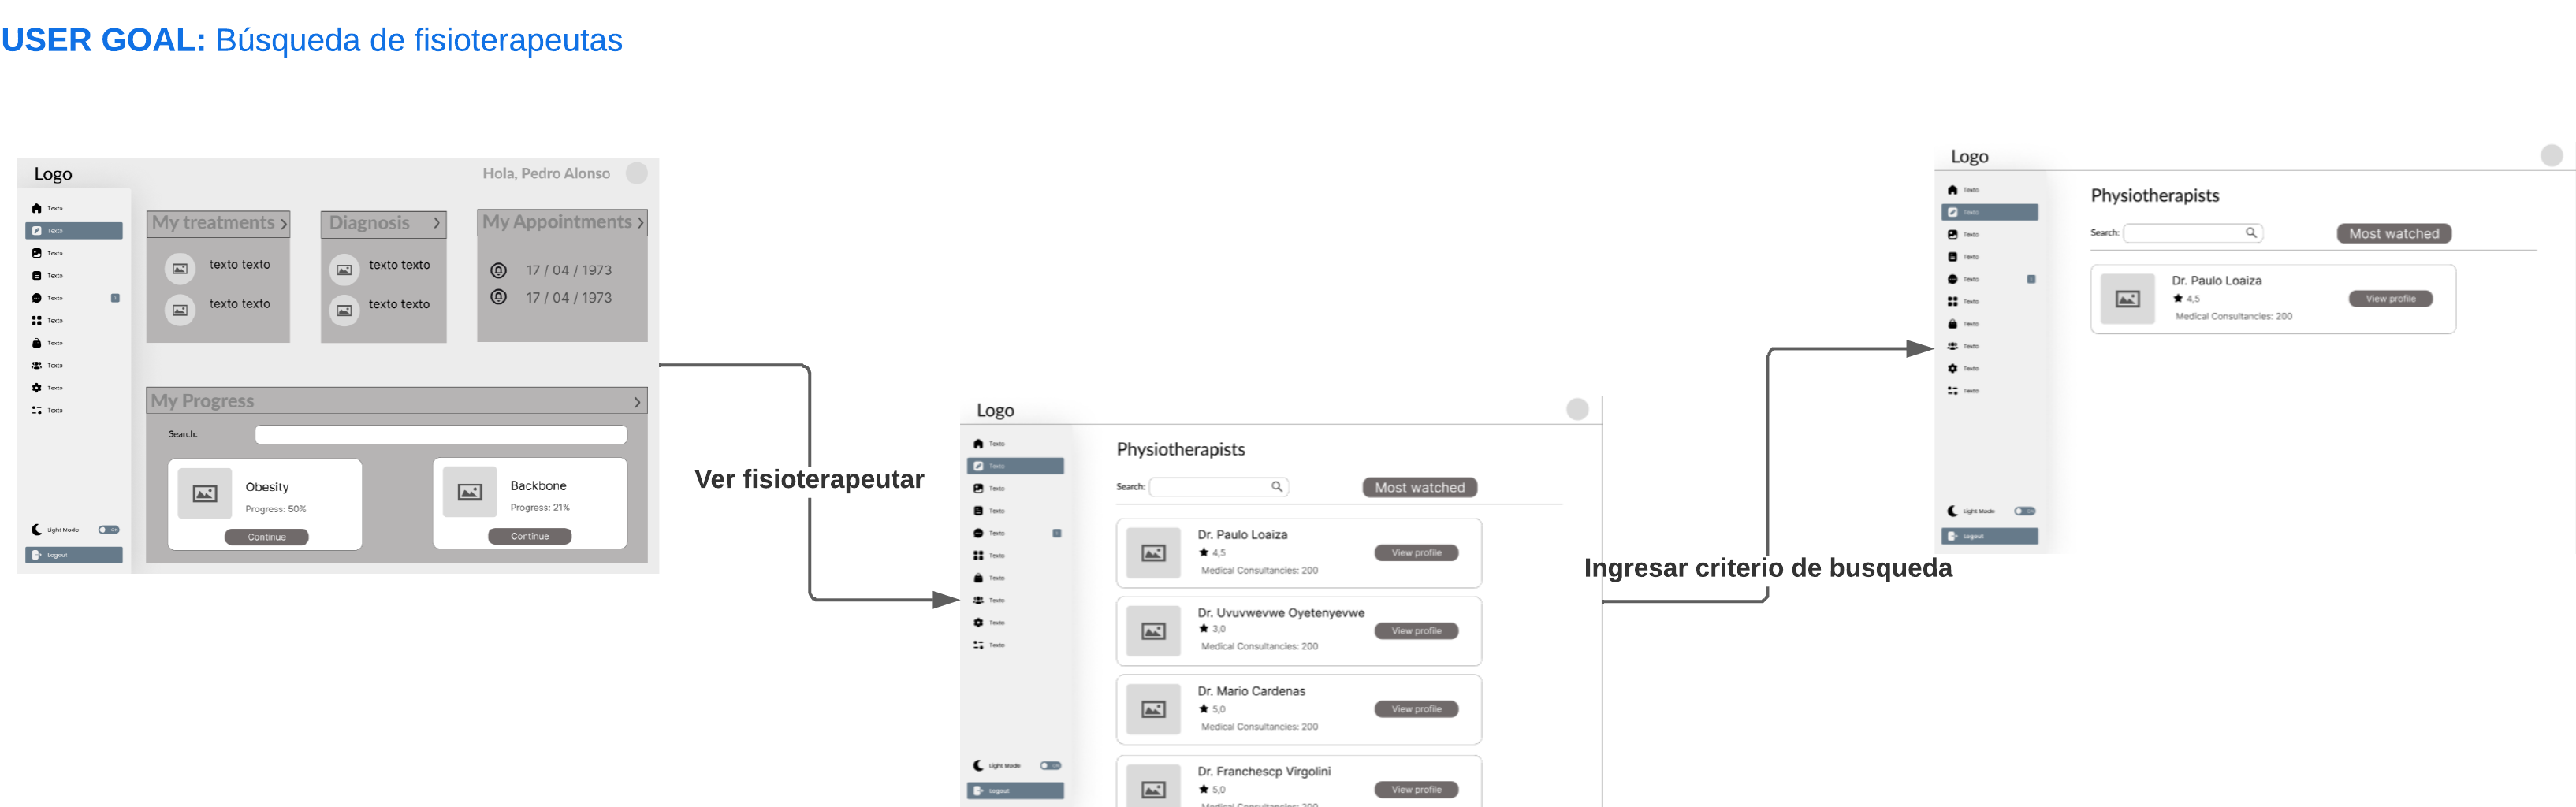 USER GOAL: Búsqueda de fisioterapeutas
Logo
Hola, Pedro Alonso
Texto
Texto
Texto
Texto
Texto
Texto
Texto
Texto
Texto
Texto
Light Mode
Logout
My treatments
texto texto
texto texto
Diagnosis
texto texto
texto texto
My Appointments
17 / 04 / 1973
17 / 04 / 1973
My Progress
Search:
Obesity
Progress: 50%
Continue
Backbone
Progress: 21%
Continue
Ver fisioterapeutar
Logo
Texto
Texto
Texto
Texto
Texto
Texto
Texto
Texto
Texto
Texto
Light Mode
Logout
Physiotherapists
Search:
Most watched
Dr. Paulo Loaiza
4,5
Medical Consultancies: 200
View profile
Dr. Uvuvwevwe Oyetenyevwe
3,0
Medical Consultancies: 200
View profile
Dr. Mario Cardenas
5,0
Medical Consultancies: 200
View profile
Dr. Franchescp Virgolini
5,0
Medical Consultancies: 200
View profile
Ingresar criterio de busqueda
Logo
Texto
Texto
Texto
Texto
Texto
Texto
Texto
Texto
Texto
Texto
Light Mode
Logout
Physiotherapists
Search:
Most watched
Dr. Paulo Loaiza
4,5
Medical Consultancies: 200
View profile